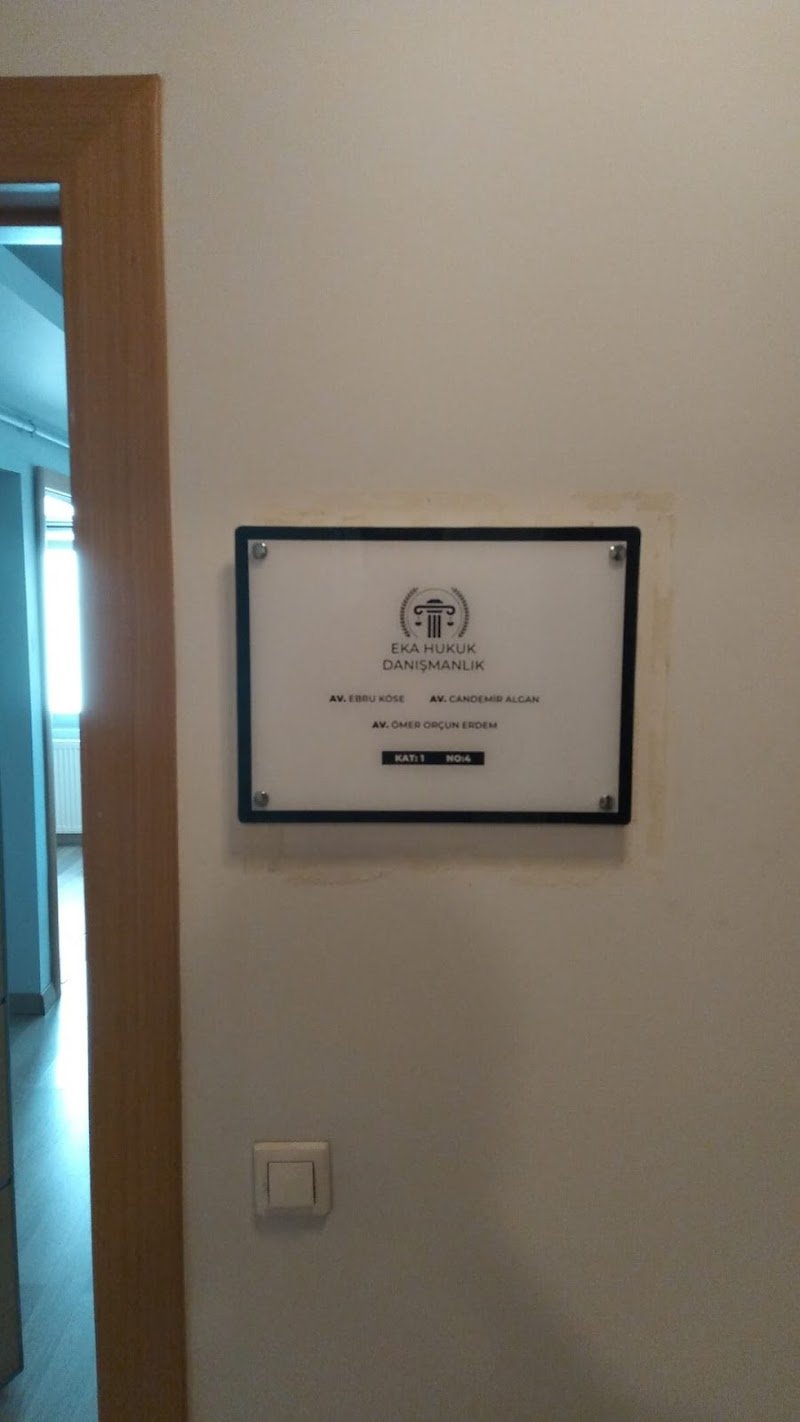 EKA HUKUK
DANIŞMANLIK
AV. EBRU KÖSE AV. CANDEMİR ALGAN
AV. ÖMER ORÇUN ERDEM
KAT: 1 NO:4